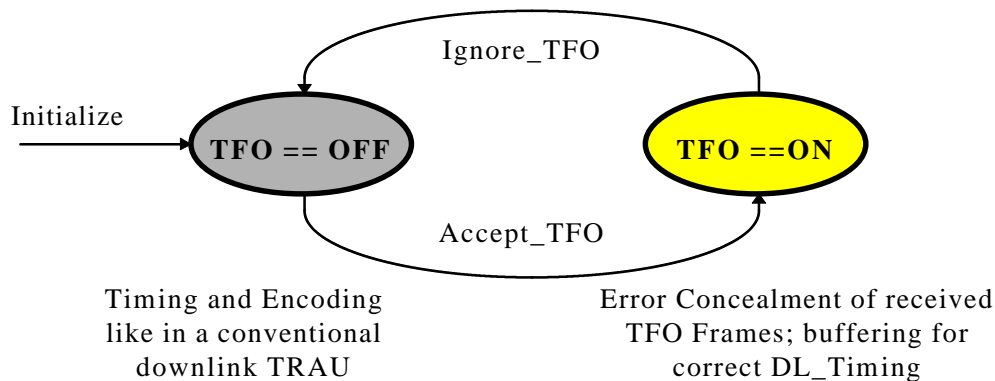 Ignore_TFO
Initialize
TFO == OFF
TFO ==ON
Accept_TFO
Timing and Encoding
like in a conventional
downlink TRAU
Error Concealment of received
TFO Frames; buffering for
correct DL_Timing